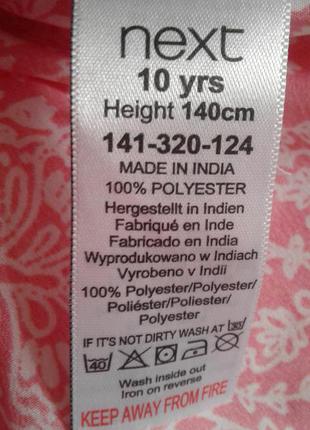 next
10 yrs
Height 140cm
141-320-124
MADE IN INDIA
100% POLYESTER
Hergestellt in Indien
Fabriqué en Inde
Fabricado en India
Wyprodukowano w Indiach
Vyrobeno v Indii
100% Polyester/Polyester/
Poliéster/Poliester/
Polyester
IF IT'S NOT DIRTY WASH AT 30
40
Wash inside out
Iron on reverse
KEEP AWAY FROM FIRE